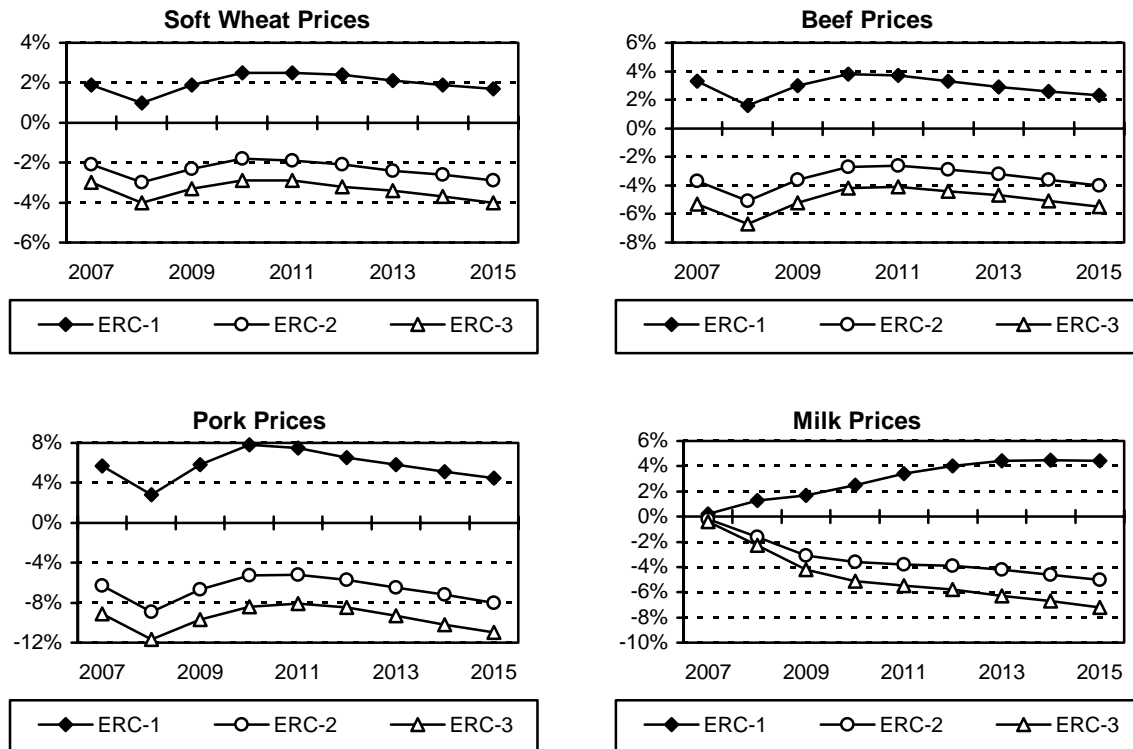 Soft Wheat Prices
4%
2%
0%
-2%
-4%
-6%
2007 2009 2011 2013 2015
ERC-1 ERC-2 ERC-3
Beef Prices
6%
4%
2%
0%
-2%
-4%
-6%
-8%
2007 2009 2011 2013 2015
ERC-1 ERC-2 ERC-3
Pork Prices
8%
4%
0%
-4%
-8%
-12%
2007 2009 2011 2013 2015
ERC-1 ERC-2 ERC-3
Milk Prices
6%
4%
2%
0%
-2%
-4%
-6%
-8%
-10%
2007 2009 2011 2013 2015
ERC-1 ERC-2 ERC-3